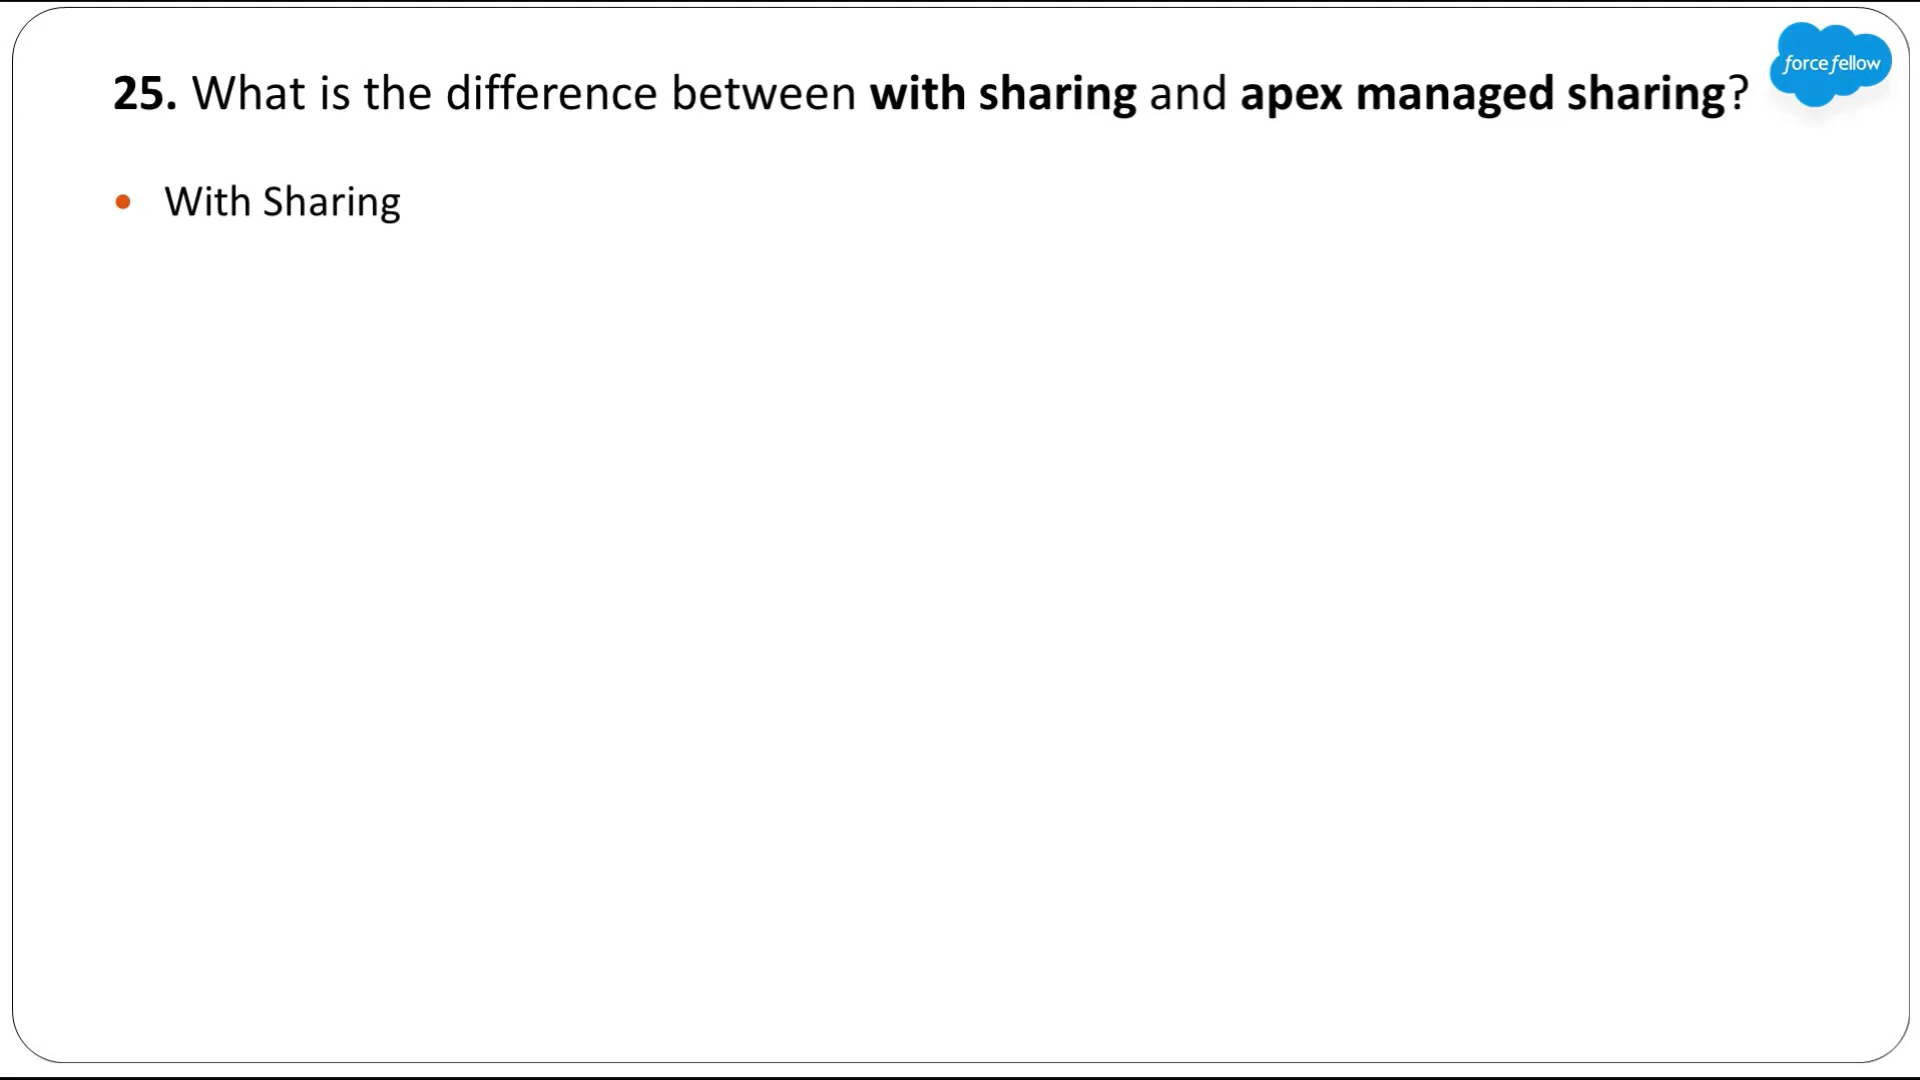 25. What is the difference between with sharing and apex managed sharing?
forcefellow
• With Sharing